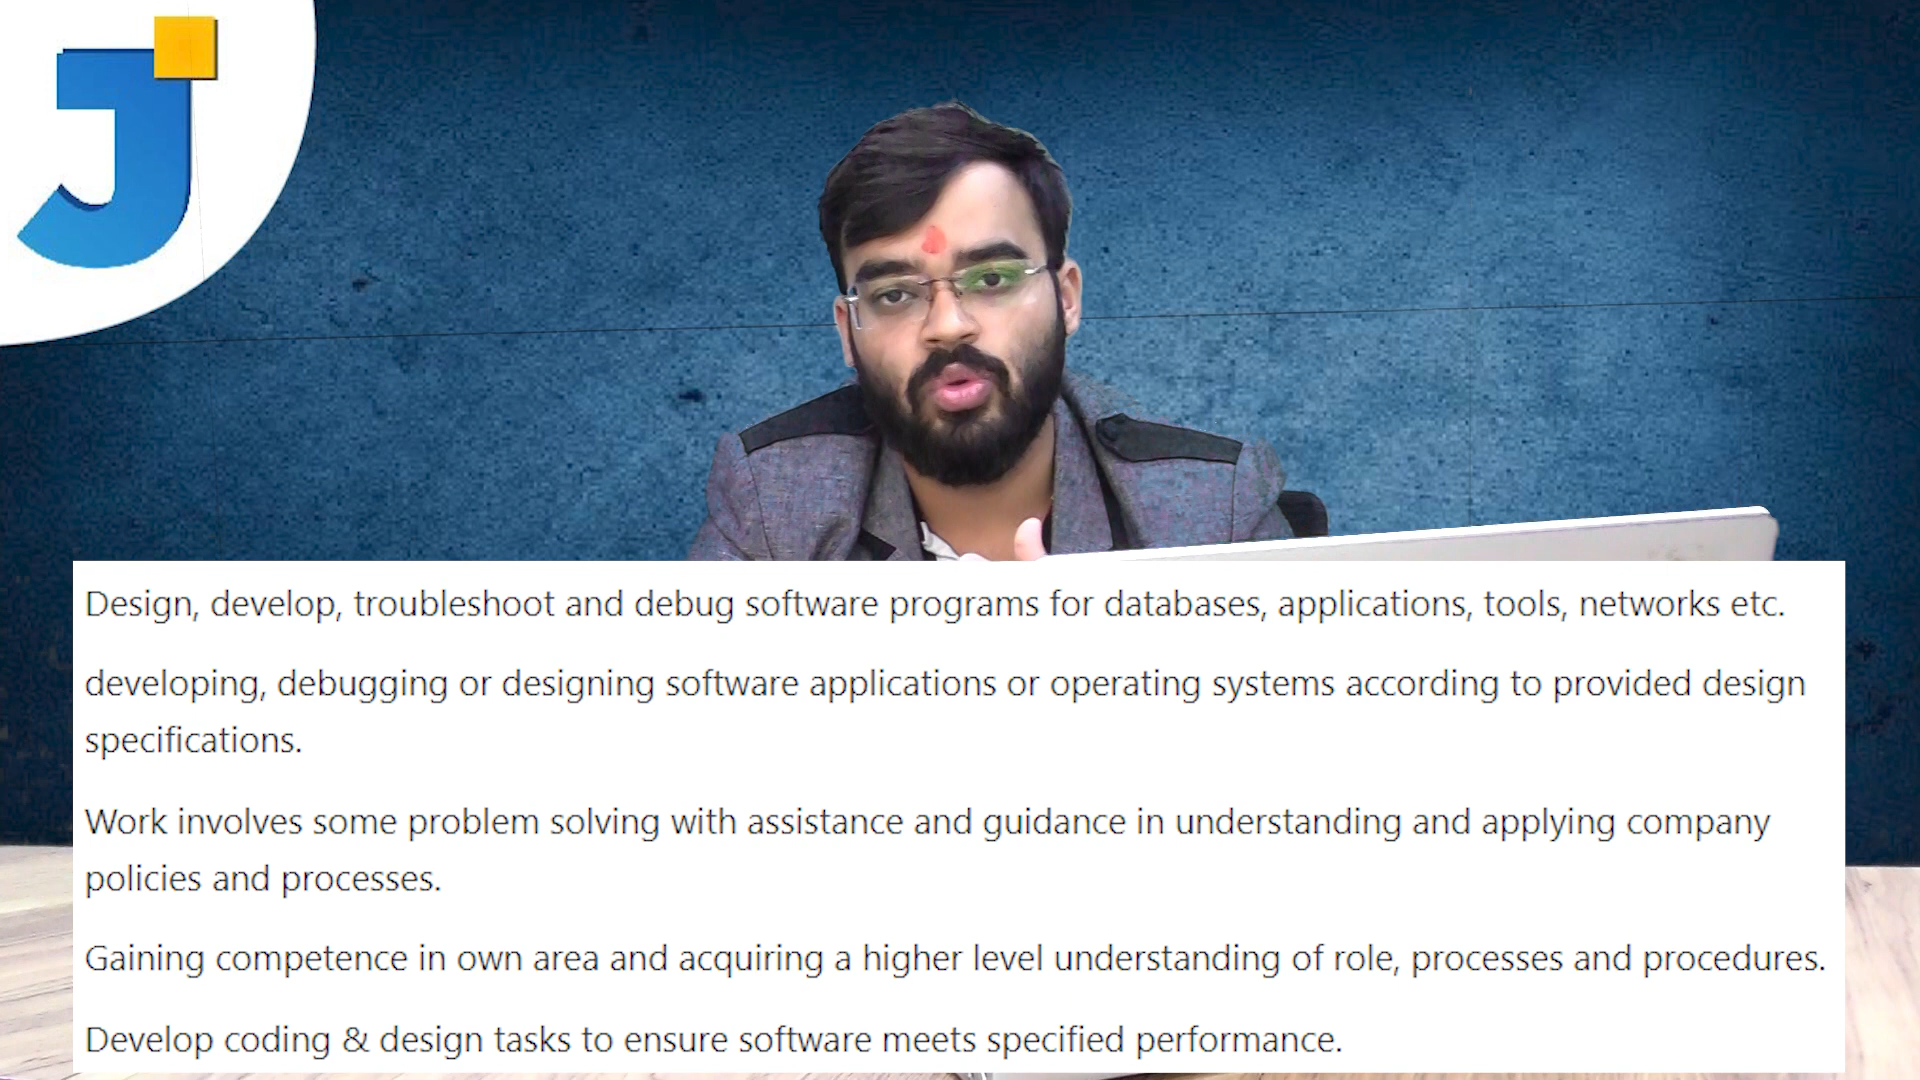 J
Design, develop, troubleshoot and debug software programs for databases, applications, tools, networks etc.
developing, debugging or designing software applications or operating systems according to provided design
specifications.
Work involves some problem solving with assistance and guidance in understanding and applying company
policies and processes.
Gaining competence in own area and acquiring a higher level understanding of role, processes and procedures.
Develop coding & design tasks to ensure software meets specified performance.